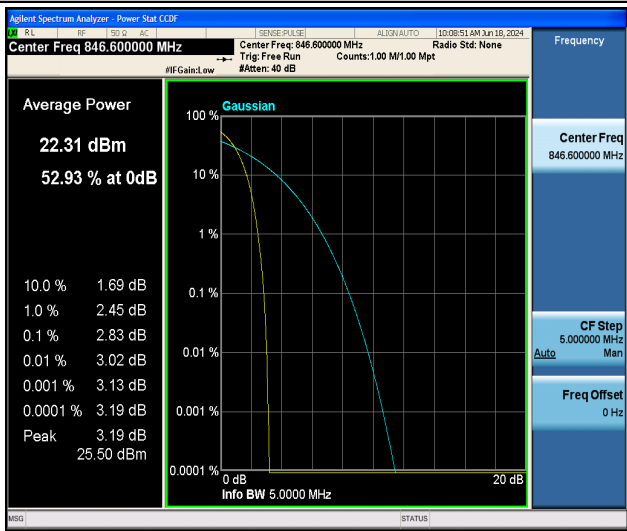 Agilent Spectrum Analyzer - Power Stat CCDF
LXI RL RF 50 Ω AC SENSE:PULSE ALIGN AUTO 10:08:51 AM Jun 18, 2024
Center Freq 846.600000 MHz
Center Freq: 846.600000 MHz Radio Std: None
Trig: Free Run Counts:1.00 M/1.00 Mpt
#IFGain:Low #Atten: 40 dB
Frequency
Average Power
22.31 dBm
52.93 % at 0dB
10.0 % 1.69 dB
1.0 % 2.45 dB
0.1 % 2.83 dB
0.01 % 3.02 dB
0.001 % 3.13 dB
0.0001 % 3.19 dB
Peak 3.19 dB
25.50 dBm
Gaussian
100 %
10 %
1 %
0.1 %
0.01 %
0.001 %
0.0001 %
0 dB 20 dB
Info BW 5.0000 MHz
Center Freq
846.600000 MHz
CF Step
5.000000 MHz
Auto Man
Freq Offset
0 Hz
MSG STATUS